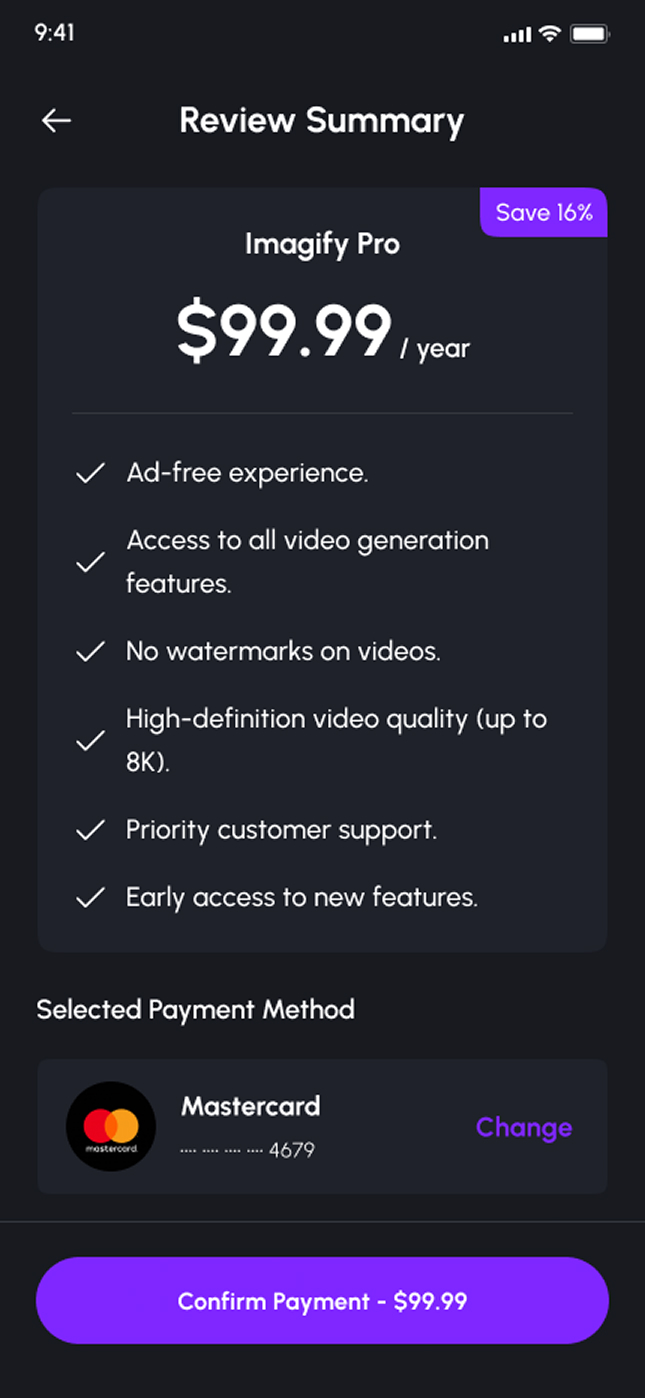 9:41
Review Summary
Save 16%
Imagify Pro
$99.99 / year
Ad-free experience.
Access to all video generation
features.
No watermarks on videos.
High-definition video quality (up to
8K).
Priority customer support.
Early access to new features.
Selected Payment Method
mastercard
Mastercard
.... .... .... .... 4679
Change
Confirm Payment - $99.99